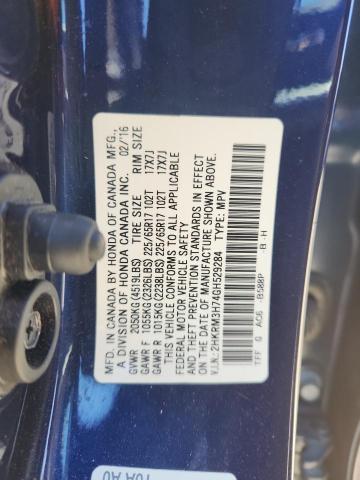 MFD. IN CANADA BY HONDA OF CANADA MFG.,
A DIVISION OF HONDA CANADA INC. 02/16
GVWR 2050KG(4519LBS) TIRE SIZE RIM SIZE
GAWR F 1055KG(2326LBS) 225/65R17 102T 17X7J
GAWR R 1015KG(2238LBS) 225/65R17 102T 17X7J
THIS VEHICLE CONFORMS TO ALL APPLICABLE
FEDERAL MOTOR VEHICLE SAFETY
AND THEFT PREVENTION STANDARDS IN EFFECT
ON THE DATE OF MANUFACTURE SHOWN ABOVE.
V.I.N.: 2HKRM3H74GH529284 TYPE: MPV
TFF G AC6 -B588P B - H